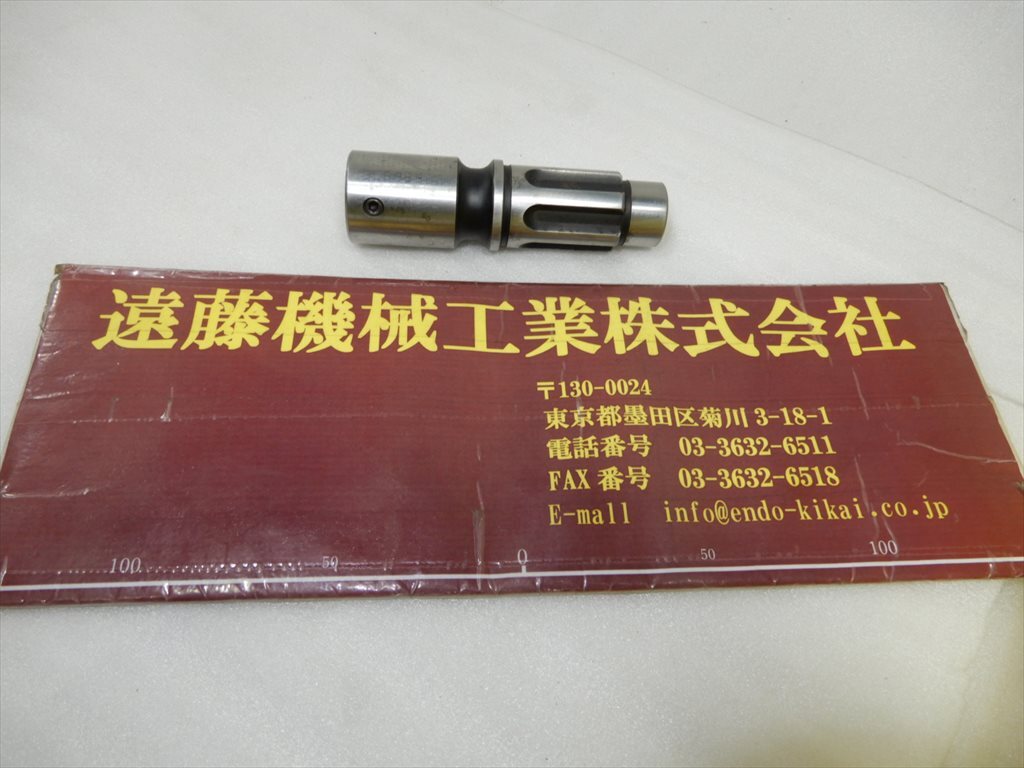 遠藤機械工業株式会社
〒130-0024
東京都墨田区菊川 3-18-1
電話番号 03-3632-6511
FAX 番号 03-3632-6518
E-mall info@endo-kikai.co.jp
100 50 0 50 100